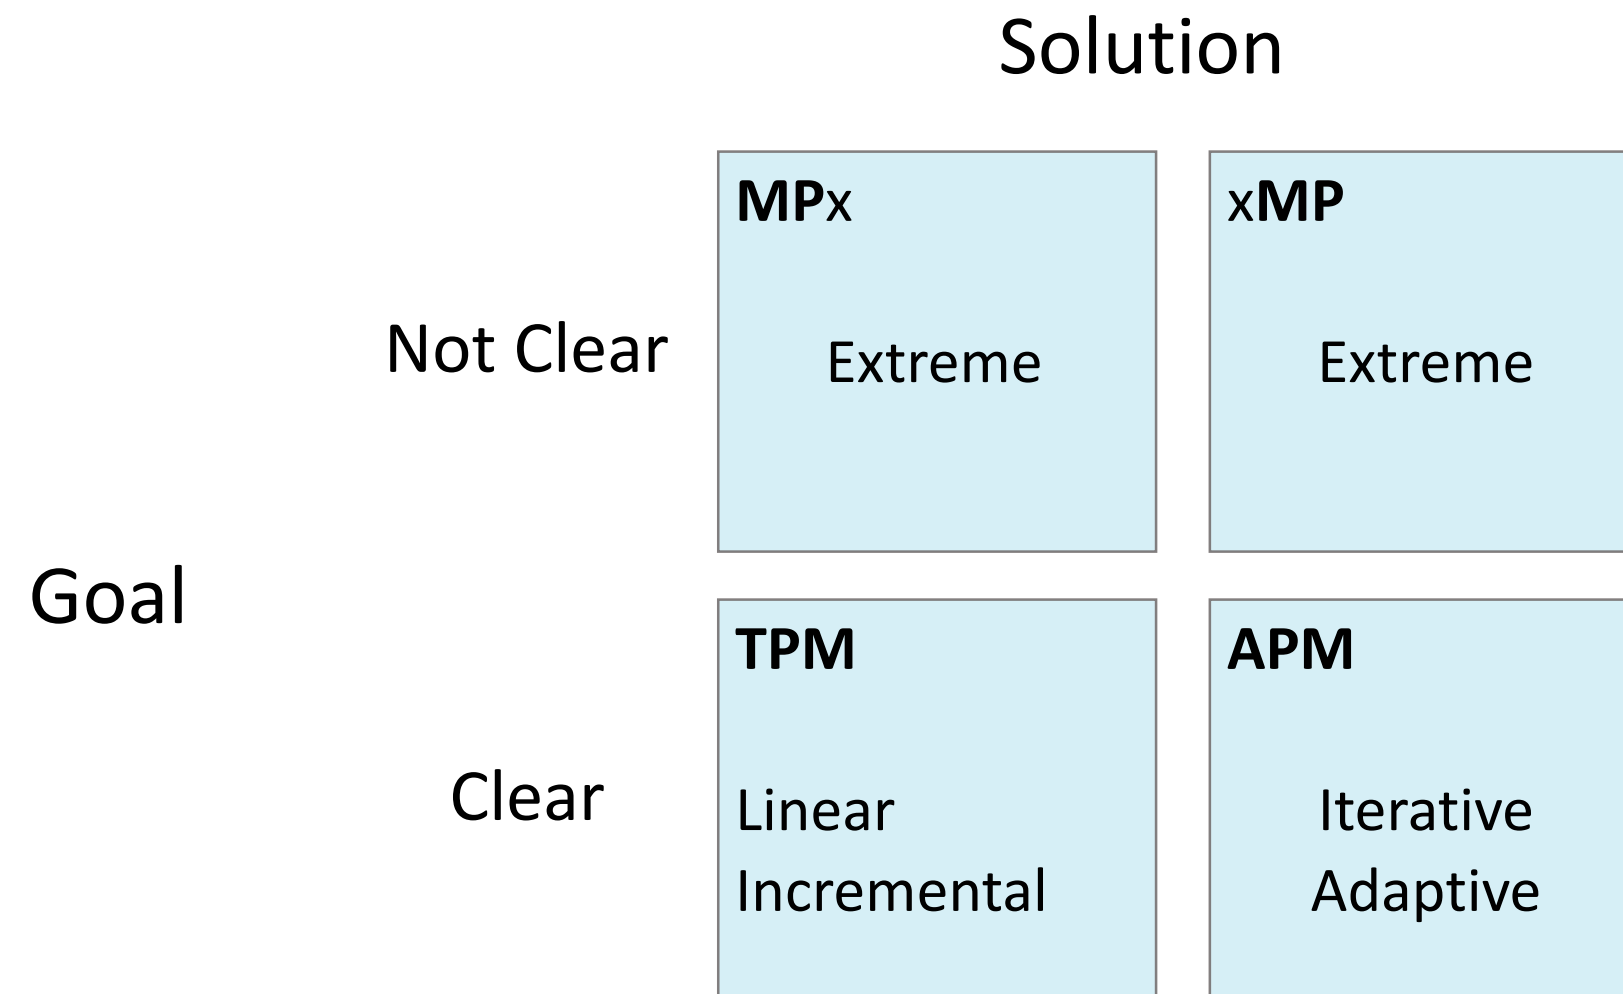 Solution
MPx
xMP
Not Clear
Extreme
Extreme
Goal
TPM
APM
Clear
Linear
Iterative
Incremental
Adaptive